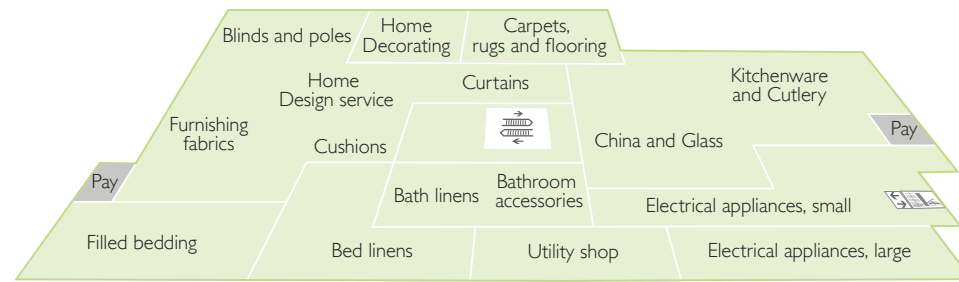 Blinds and poles
Home
Decorating
Carpets,
rugs and flooring
Home
Design service
Curtains
Kitchenware
and Cutlery
Furnishing
fabrics
Cushions
China and Glass
Pay
Pay
Bath linens
Bathroom
accessories
Electrical appliances, small
Filled bedding
Bed linens
Utility shop
Electrical appliances, large